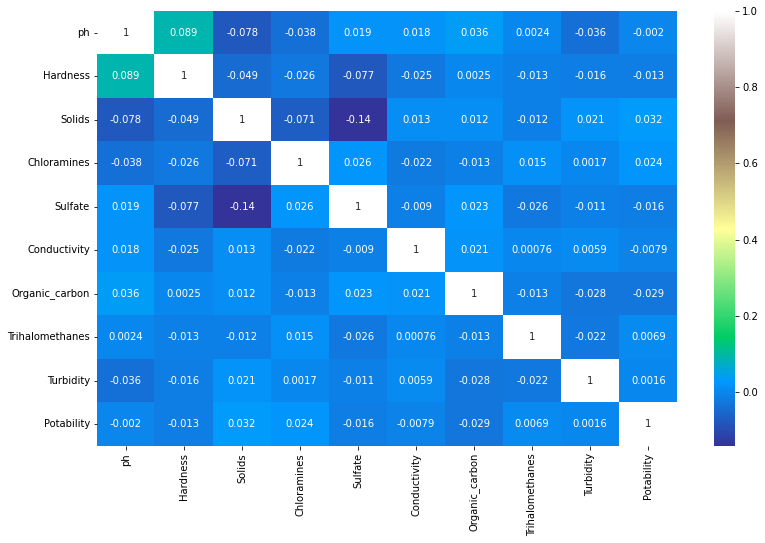 ph 1 0.089 -0.078 -0.038 0.019 0.018 0.036 0.0024 -0.036 -0.002
Hardness 0.089 1 -0.049 -0.026 -0.077 -0.025 0.0025 -0.013 -0.016 -0.013
Solids -0.078 -0.049 1 -0.071 -0.14 0.013 0.012 -0.012 0.021 0.032
Chloramines -0.038 -0.026 -0.071 1 0.026 -0.022 -0.013 0.015 0.0017 0.024
Sulfate 0.019 -0.077 -0.14 0.026 1 -0.009 0.023 -0.026 -0.011 -0.016
Conductivity 0.018 -0.025 0.013 -0.022 -0.009 1 0.021 0.00076 0.0059 -0.0079
Organic_carbon 0.036 0.0025 0.012 -0.013 0.023 0.021 1 -0.013 -0.028 -0.029
Trihalomethanes 0.0024 -0.013 -0.012 0.015 -0.026 0.00076 -0.013 1 -0.022 0.0069
Turbidity -0.036 -0.016 0.021 0.0017 -0.011 0.0059 -0.028 -0.022 1 0.0016
Potability -0.002 -0.013 0.032 0.024 -0.016 -0.0079 -0.029 0.0069 0.0016 1
ph
Hardness
Solids
Chloramines
Sulfate
Conductivity
Organic_carbon
Trihalomethanes
Turbidity
Potability
1.0
0.8
0.6
0.4
0.2
0.0